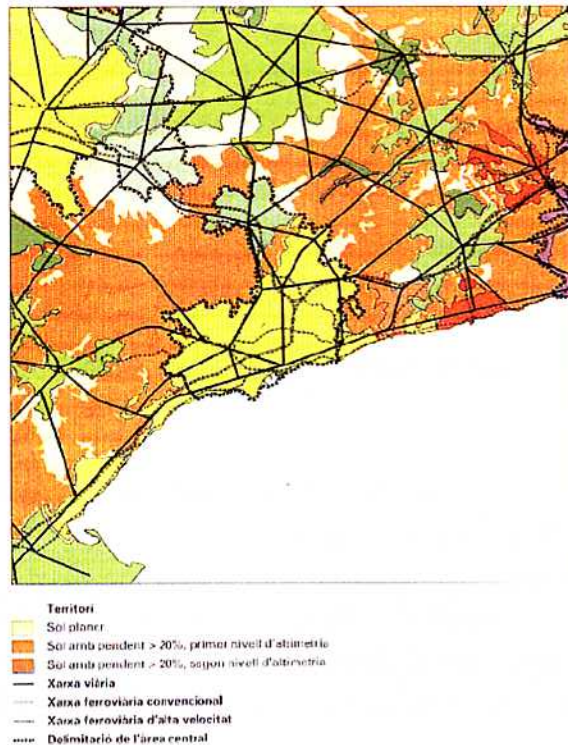 Territori
Sòl planer
Sòl amb pendent > 20%, primer nivell d'altimetria
Sòl amb pendent > 20%, segon nivell d'altimetria
Xarxa viària
Xarxa ferroviària convencional
Xarxa ferroviària d'alta velocitat
Delimitació de l'àrea central